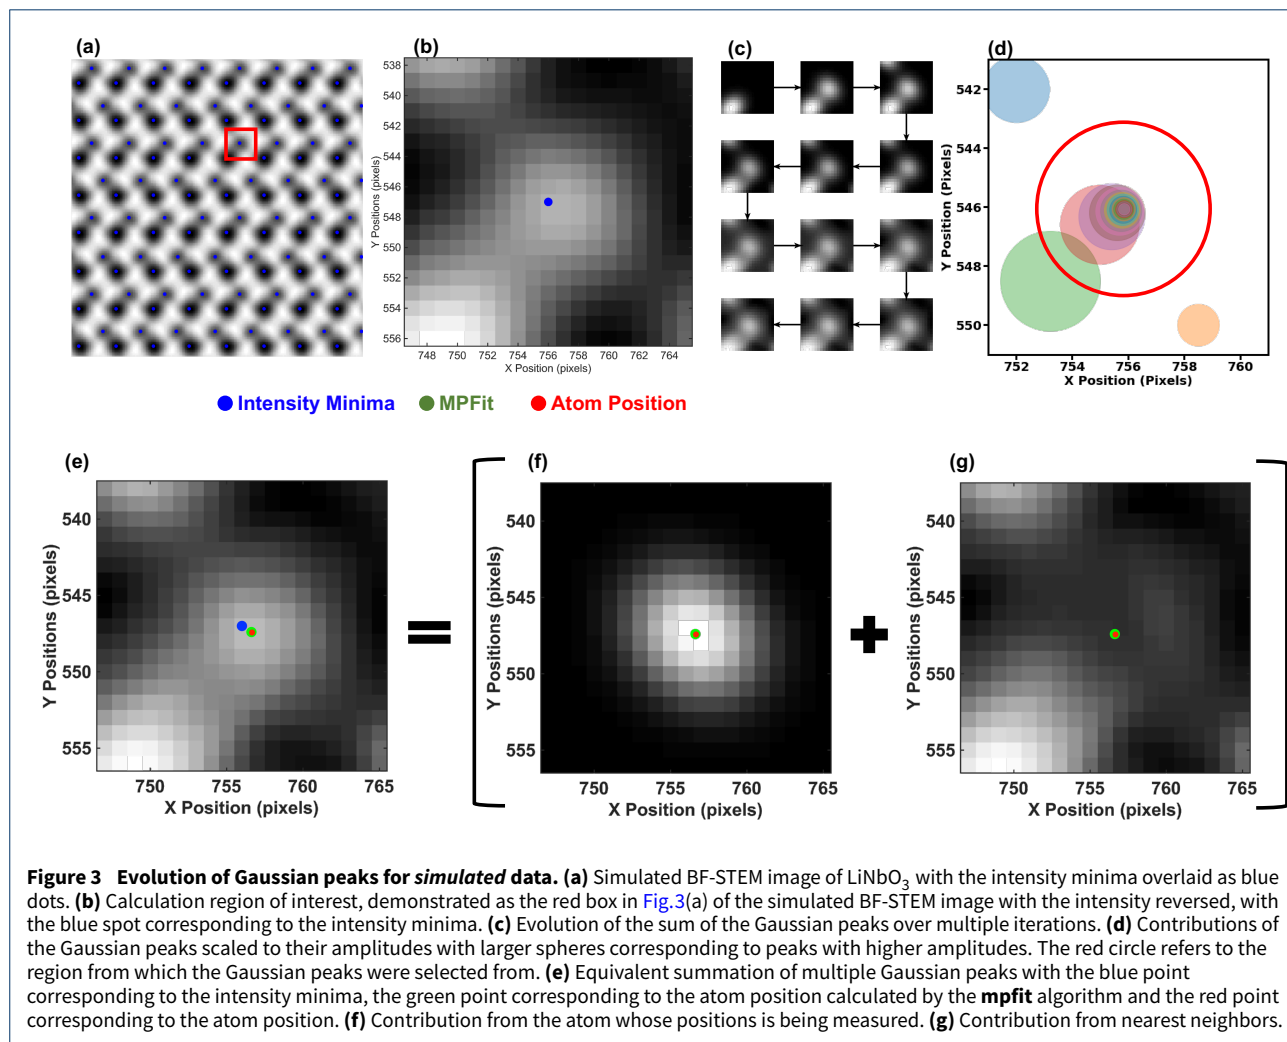 (a)
(b)
538
540
542
544
546
548
550
552
554
556
Y Positions (pixels)
748 750 752 754 756 758 760 762 764
X Position (pixels)
(c)
(d)
542
544
546
548
550
Y Position (Pixels)
752 754 756 758 760
X Position (Pixels)
Intensity Minima MPFit Atom Position
(e)
540
545
550
555
Y Positions (pixels)
750 755 760 765
X Position (pixels)
(f)
540
545
550
555
Y Positions (pixels)
750 755 760 765
X Position (pixels)
(g)
540
545
550
555
Y Positions (pixels)
750 755 760 765
X Position (pixels)
Figure 3 Evolution of Gaussian peaks for simulated data. (a) Simulated BF-STEM image of LiNbO₃ with the intensity minima overlaid as blue
dots. (b) Calculation region of interest, demonstrated as the red box in Fig.3(a) of the simulated BF-STEM image with the intensity reversed, with
the blue spot corresponding to the intensity minima. (c) Evolution of the sum of the Gaussian peaks over multiple iterations. (d) Contributions of
the Gaussian peaks scaled to their amplitudes with larger spheres corresponding to peaks with higher amplitudes. The red circle refers to the
region from which the Gaussian peaks were selected from. (e) Equivalent summation of multiple Gaussian peaks with the blue point
corresponding to the intensity minima, the green point corresponding to the atom position calculated by the mpfit algorithm and the red point
corresponding to the atom position. (f) Contribution from the atom whose positions is being measured. (g) Contribution from nearest neighbors.